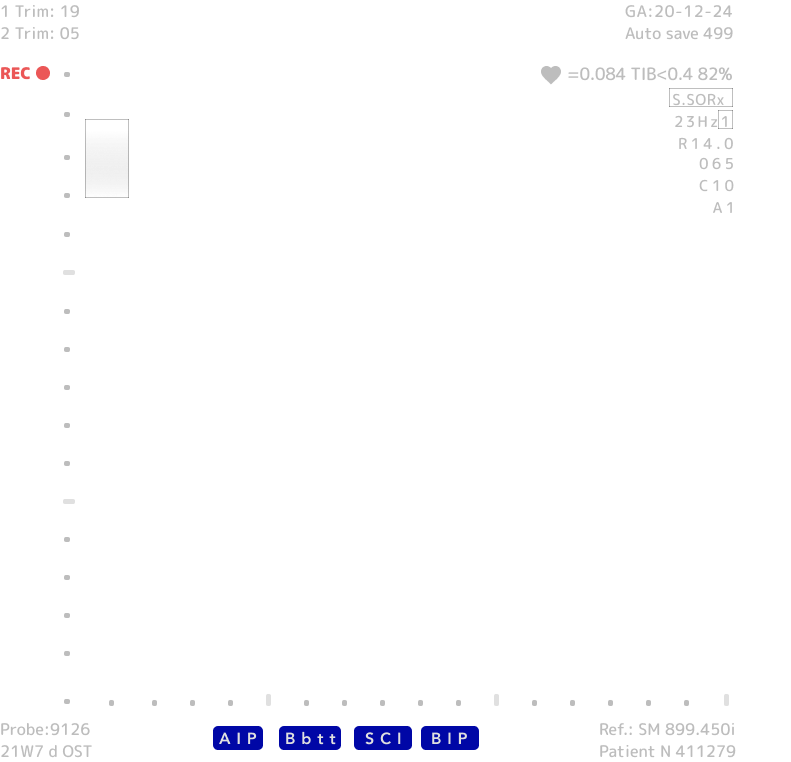 1 Trim: 19
2 Trim: 05
GA:20-12-24
Auto save 499
REC
=0.084 TIB<0.4 82%
S.SORx
23Hz1
R14.0
065
C10
A1
Probe:9126
21W7 d OST
AIP Bbtt SCI BIP
Ref.: SM 899.450i
Patient N 411279